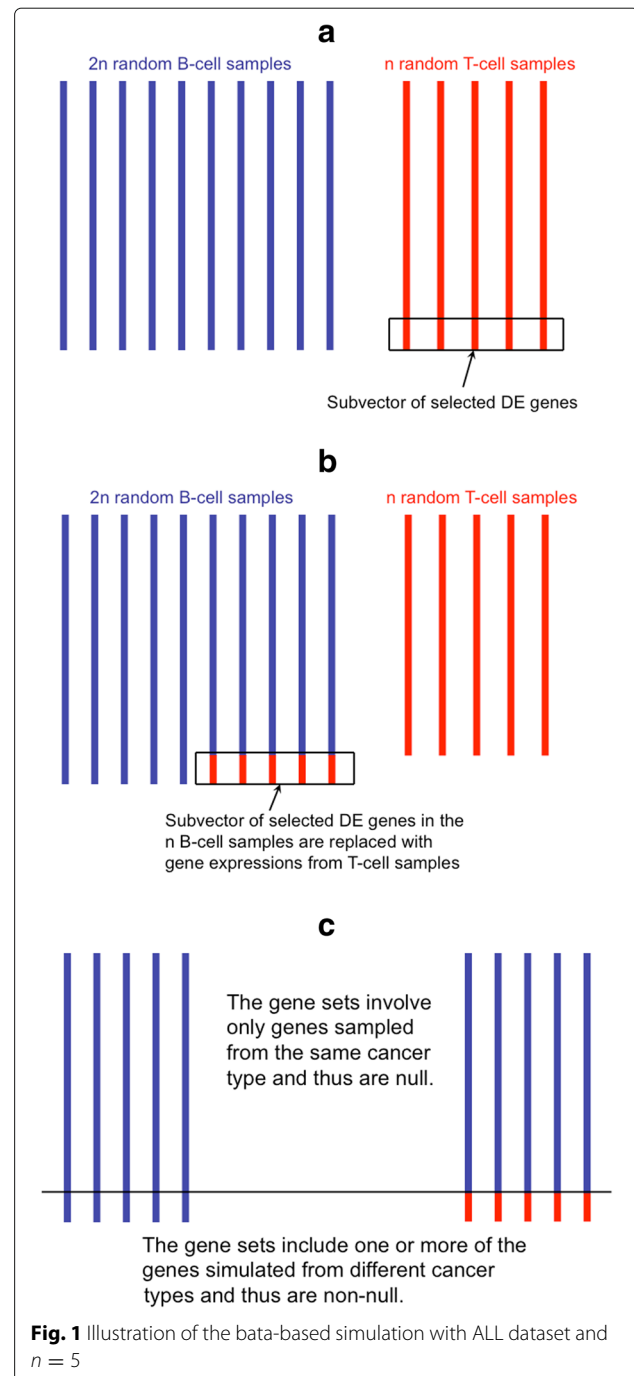 a
2n random B-cell samples
n random T-cell samples
Subvector of selected DE genes
b
2n random B-cell samples
n random T-cell samples
Subvector of selected DE genes in the
n B-cell samples are replaced with
gene expressions from T-cell samples
c
The gene sets involve
only genes sampled
from the same cancer
type and thus are null.
The gene sets include one or more of the
genes simulated from different cancer
types and thus are non-null.
Fig. 1 Illustration of the bata-based simulation with ALL dataset and
n = 5